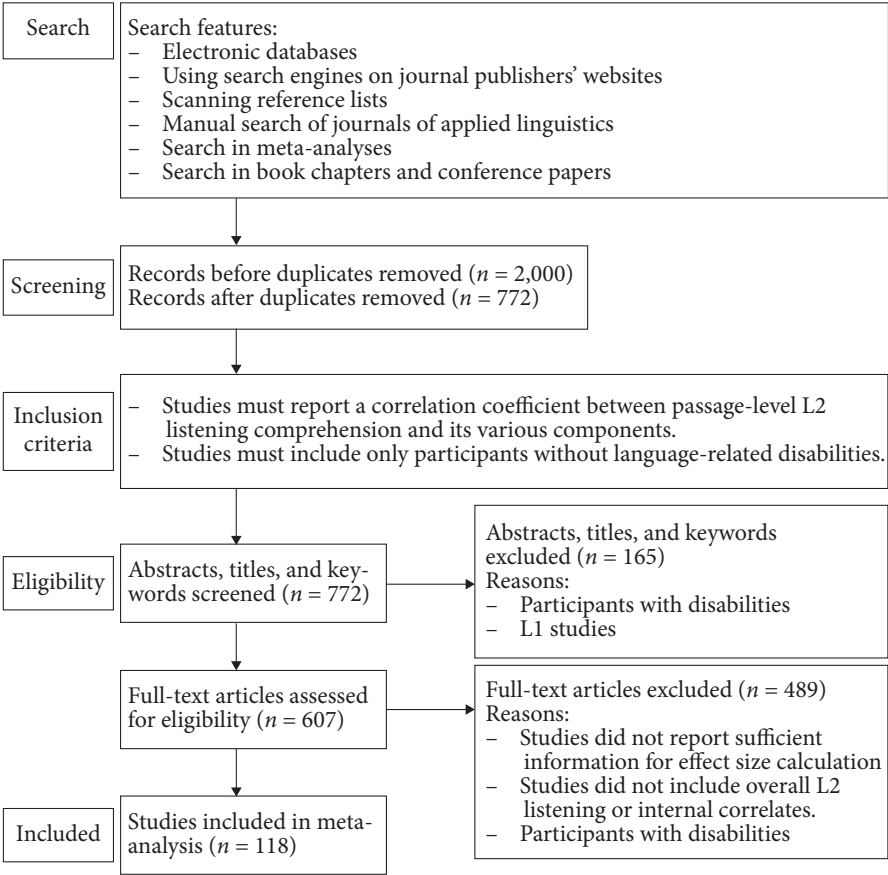 Search
Search features:
– Electronic databases
– Using search engines on journal publishers’ websites
– Scanning reference lists
– Manual search of journals of applied linguistics
– Search in meta-analyses
– Search in book chapters and conference papers
Screening
Records before duplicates removed (n = 2,000)
Records after duplicates removed (n = 772)
Inclusion
criteria
– Studies must report a correlation coefficient between passage-level L2
listening comprehension and its various components.
– Studies must include only participants without language-related disabilities.
Eligibility
Abstracts, titles, and key-
words screened (n = 772)
Abstracts, titles, and keywords
excluded (n = 165)
Reasons:
– Participants with disabilities
– L1 studies
Full-text articles assessed
for eligibility (n = 607)
Full-text articles excluded (n = 489)
Reasons:
– Studies did not report sufficient
information for effect size calculation
– Studies did not include overall L2
listening or internal correlates.
– Participants with disabilities
Included
Studies included in meta-
analysis (n = 118)